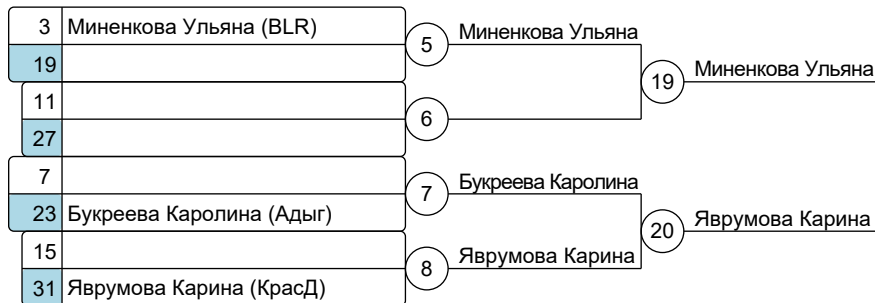 3 Миненкова Ульяна (BLR)
19
5 Миненкова Ульяна
11
27
6
19 Миненкова Ульяна
7
23 Букреева Каролина (Адыг)
7 Букреева Каролина
15
31 Яврумова Карина (КрасД)
8 Яврумова Карина
20 Яврумова Карина